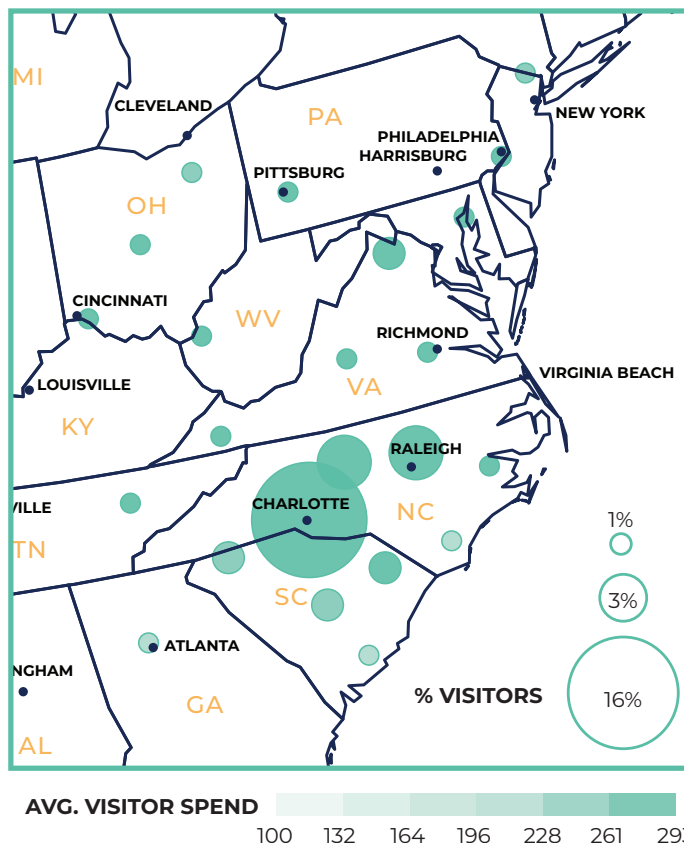 MI
CLEVELAND
PA
NEW YORK
PHILADELPHIA
HARRISBURG
PITTSBURG
OH
CINCINNATI
WV
RICHMOND
VIRGINIA BEACH
LOUISVILLE
VA
KY
RALEIGH
VILLE
CHARLOTTE
NC
TN
1%
3%
SC
ATLANTA
NGHAM
% VISITORS
16%
GA
AL
AVG. VISITOR SPEND
100 132 164 196 228 261 293